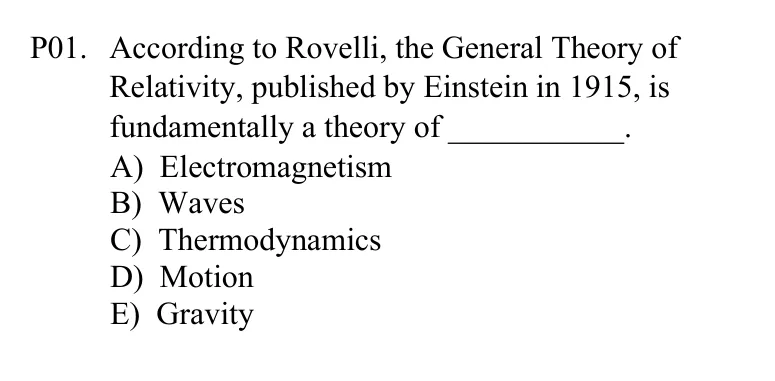 P01. According to Rovelli, the General Theory of
Relativity, published by Einstein in 1915, is
fundamentally a theory of ___________.
A) Electromagnetism
B) Waves
C) Thermodynamics
D) Motion
E) Gravity